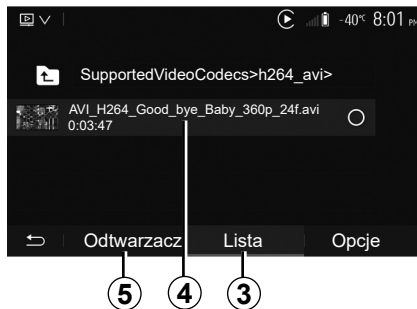 -40°C 8:01 PM
SupportedVideoCodecs>h264_avi>
AVI_H264_Good_bye_Baby_360p_24f.avi
0:03:47
Odtwarzacz Lista Opcje
5 4 3